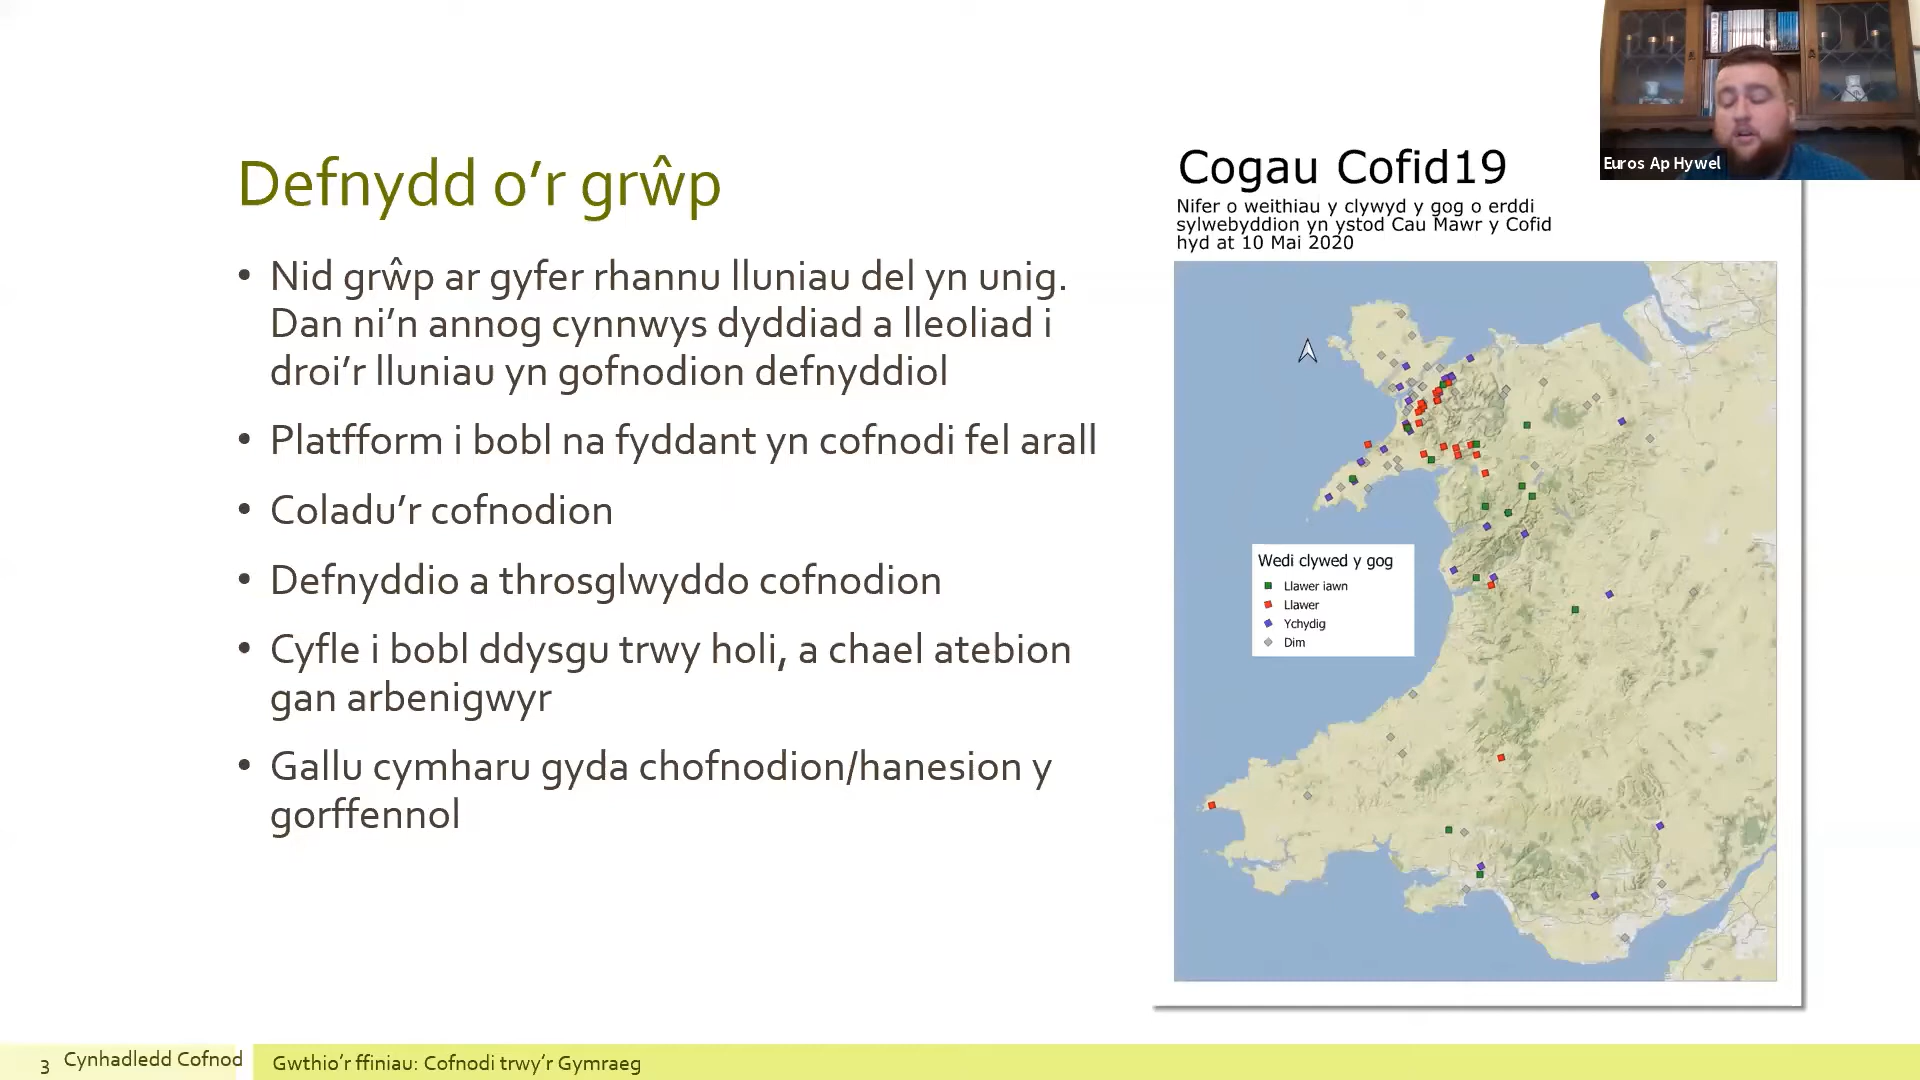 Defnydd o’r grŵp
• Nid grŵp ar gyfer rhannu lluniau del yn unig.
Dan ni’n annog cynnwys dyddiad a lleoliad i
droi’r lluniau yn gofnodion defnyddiol
• Platfform i bobl na fyddant yn cofnodi fel arall
• Coladu’r cofnodion
• Defnyddio a throsglwyddo cofnodion
• Cyfle i bobl ddysgu trwy holi, a chael atebion
gan arbenigwyr
• Gallu cymharu gyda chofnodion/hanesion y
gorffennol
Cogau Cofid19
Nifer o weithiau y clywyd y gog o erddi
sylwebyddion yn ystod Cau Mawr y Cofid
hyd at 10 Mai 2020
Wedi clywed y gog
Llawer iawn
Llawer
Ychydig
Dim
Euros Ap Hywel
3 Cynhadledd Cofnod
Gwthio’r ffiniau: Cofnodi trwy’r Gymraeg